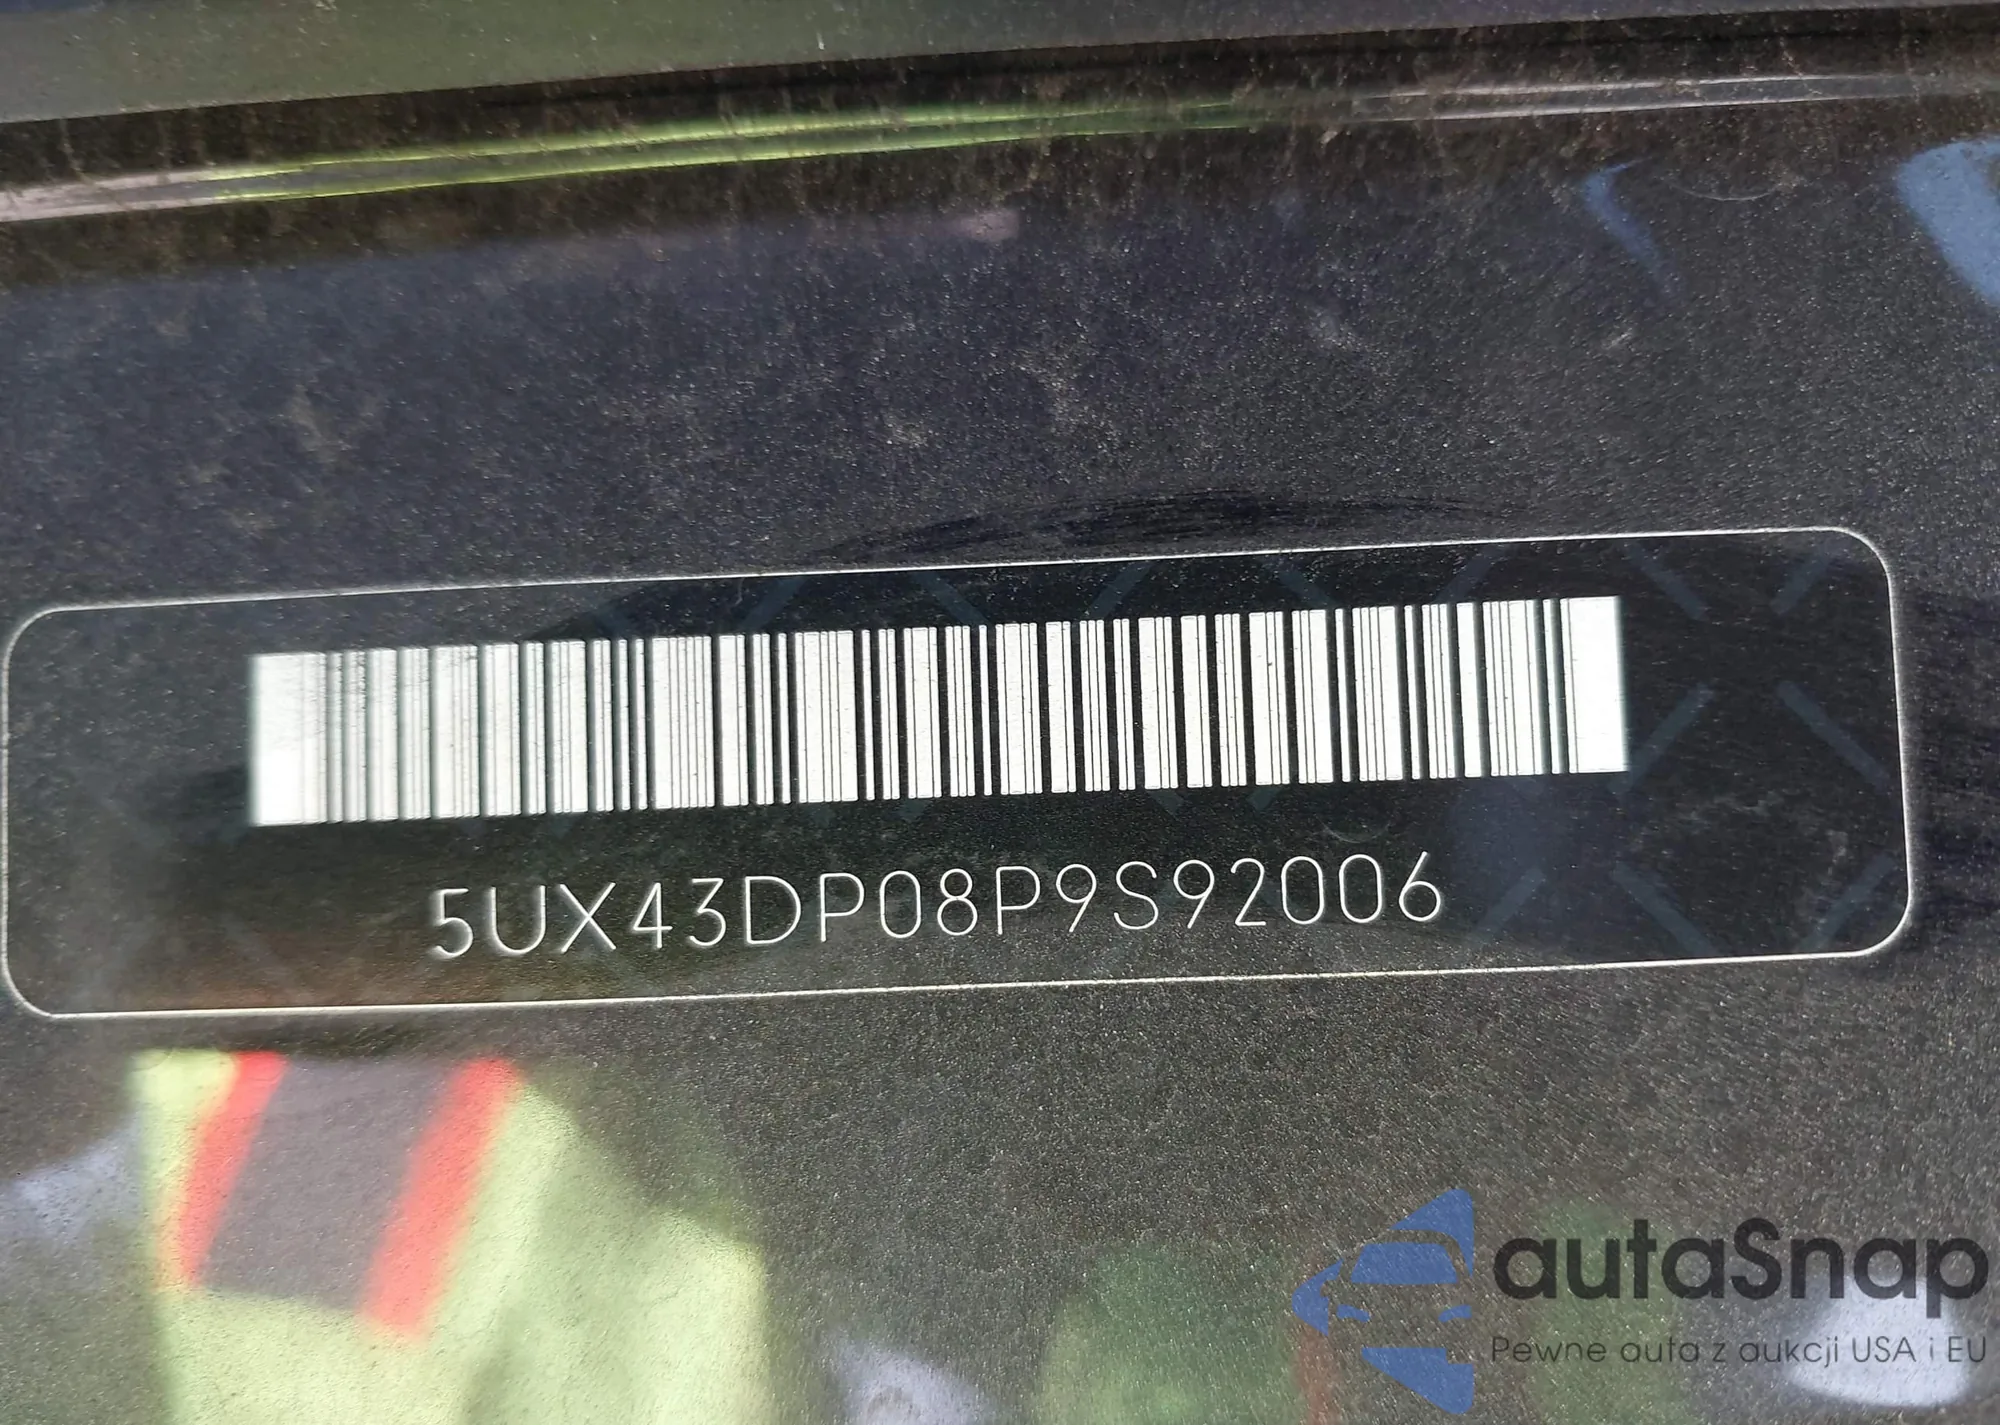 5UX43DP08P9S92006
autaSnap
Pewne auta z aukcji USA i EU